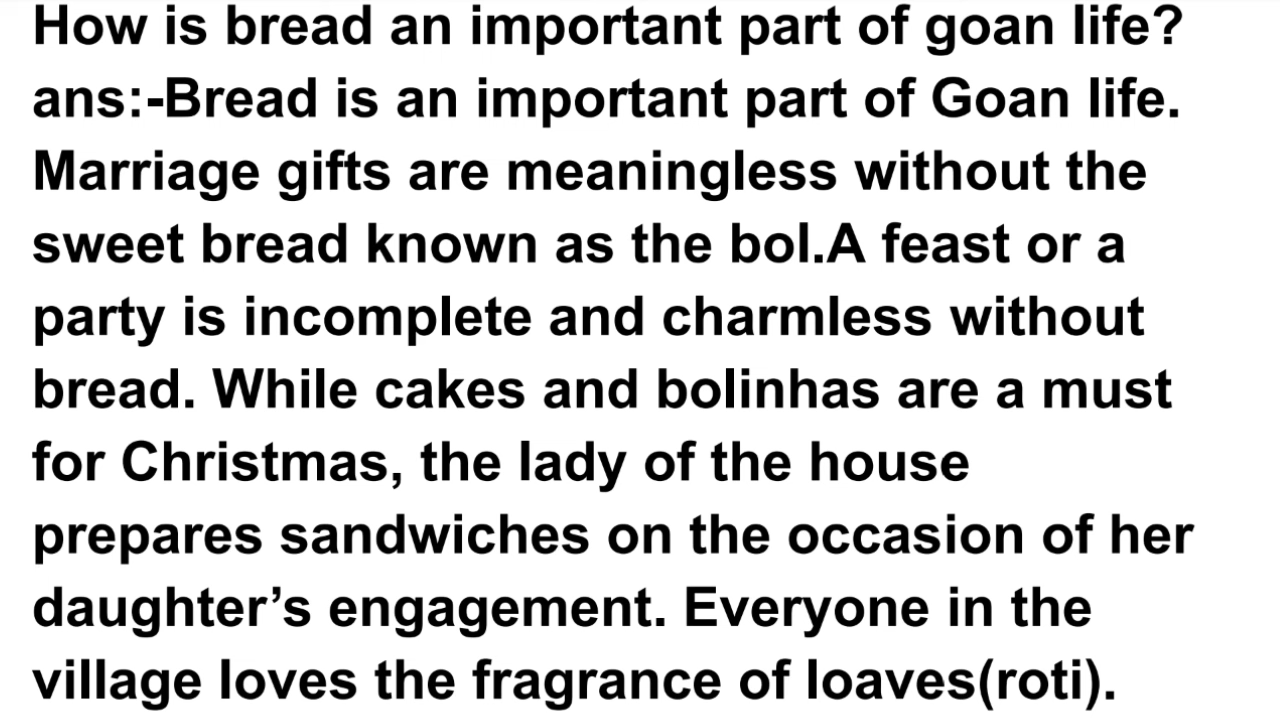 How is bread an important part of goan life?
ans:-Bread is an important part of Goan life.
Marriage gifts are meaningless without the
sweet bread known as the bol.A feast or a
party is incomplete and charmless without
bread. While cakes and bolinhas are a must
for Christmas, the lady of the house
prepares sandwiches on the occasion of her
daughter’s engagement. Everyone in the
village loves the fragrance of loaves(roti).